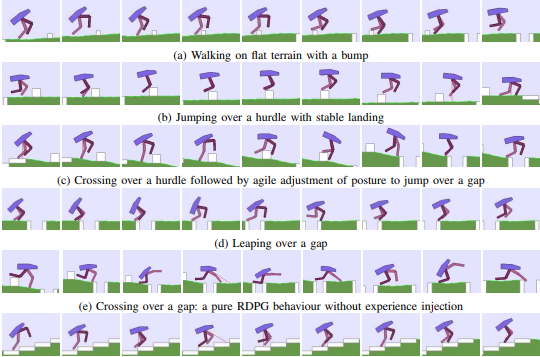 (a) Walking on flat terrain with a bump
(b) Jumping over a hurdle with stable landing
(c) Crossing over a hurdle followed by agile adjustment of posture to jump over a gap
(d) Leaping over a gap
(e) Crossing over a gap: a pure RDPG behaviour without experience injection